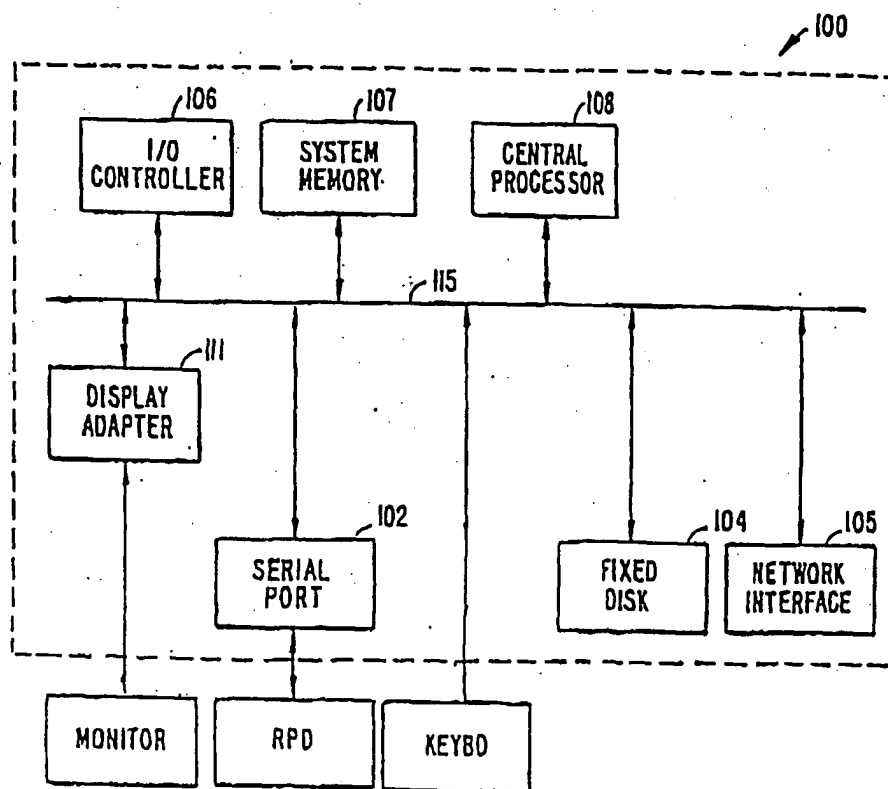 100
106
I/O
CONTROLLER
107
SYSTEM
MEMORY
108
CENTRAL
PROCESSOR
115
111
DISPLAY
ADAPTER
102
SERIAL
PORT
104
FIXED
DISK
105
NETWORK
INTERFACE
MONITOR
RPD
KEYBD